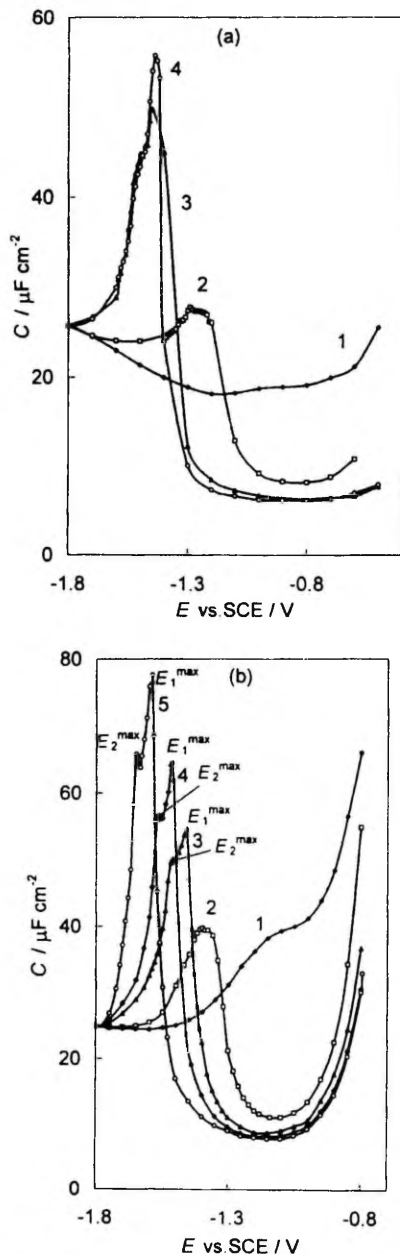 (a)
60
40
20
0
C / μF cm-2
4
3
2
1
-1.8 -1.3 -0.8
E vs.SCE / V
(b)
80
60
40
20
0
C / μF cm-2
E1max
5
E2max
E1max
4
E2max
E1max
3
E2max
2
1
-1.8 -1.3 -0.8
E vs.SCE / V